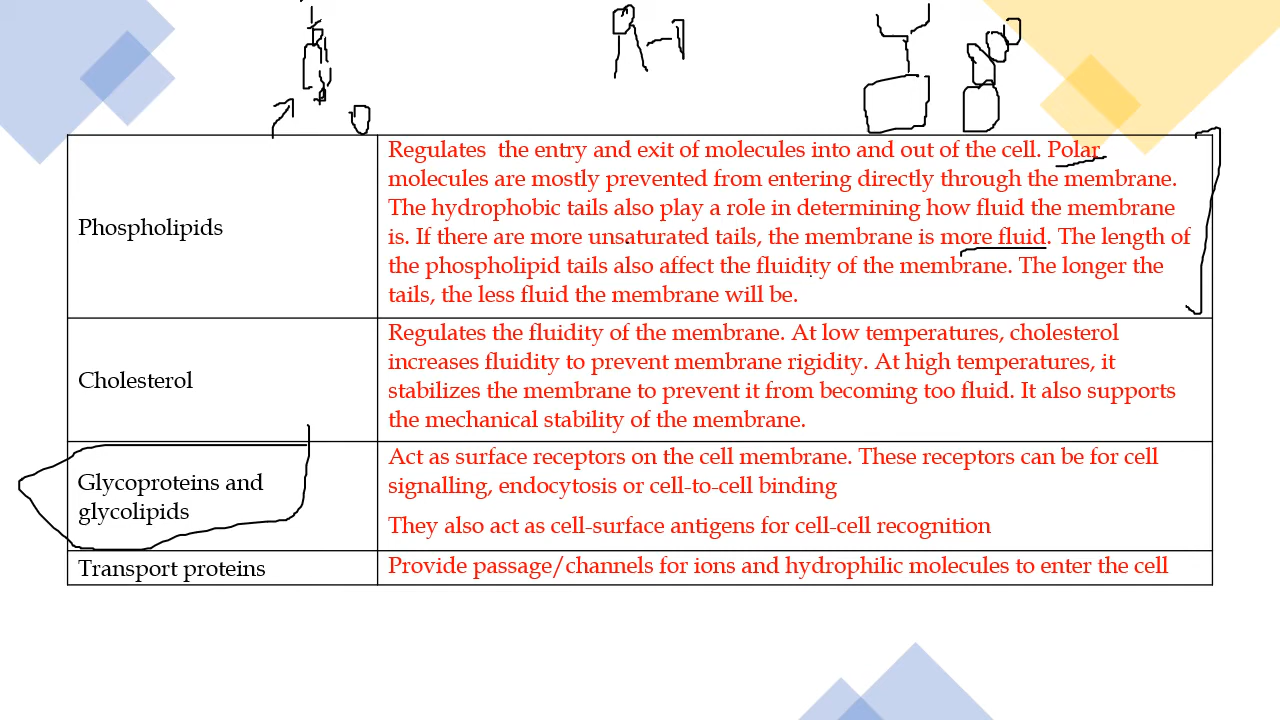 Phospholipids
Regulates the entry and exit of molecules into and out of the cell. Polar
molecules are mostly prevented from entering directly through the membrane.
The hydrophobic tails also play a role in determining how fluid the membrane
is. If there are more unsaturated tails, the membrane is more fluid. The length of
the phospholipid tails also affect the fluidity of the membrane. The longer the
tails, the less fluid the membrane will be.
Cholesterol
Regulates the fluidity of the membrane. At low temperatures, cholesterol
increases fluidity to prevent membrane rigidity. At high temperatures, it
stabilizes the membrane to prevent it from becoming too fluid. It also supports
the mechanical stability of the membrane.
Glycoproteins and
glycolipids
Act as surface receptors on the cell membrane. These receptors can be for cell
signalling, endocytosis or cell-to-cell binding
They also act as cell-surface antigens for cell-cell recognition
Transport proteins
Provide passage/channels for ions and hydrophilic molecules to enter the cell